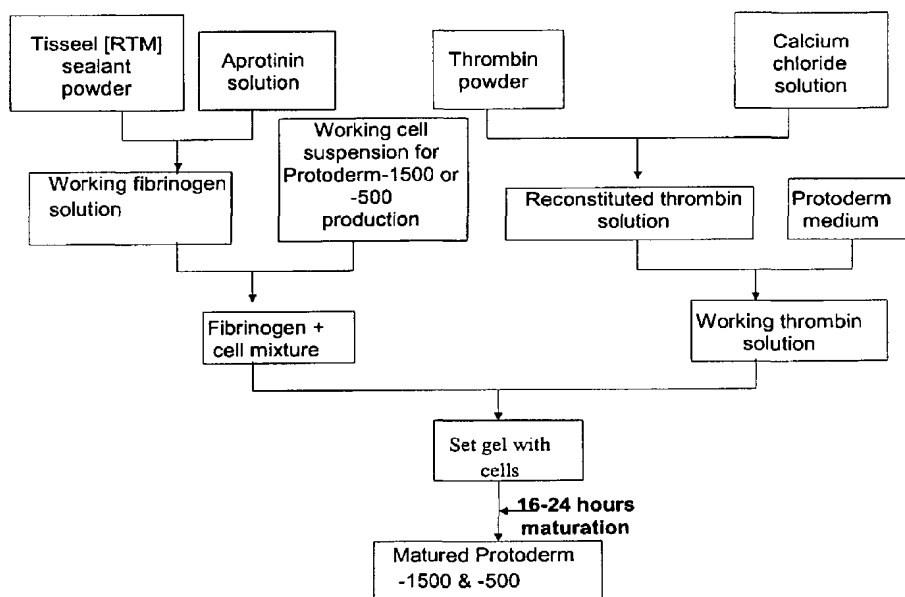 Tisseel [RTM]
sealant
powder
Aprotinin
solution
Thrombin
powder
Calcium
chloride
solution
Working cell
suspension for
Protoderm-1500 or
-500
production
Working fibrinogen
solution
Reconstituted thrombin
solution
Protoderm
medium
Fibrinogen +
cell mixture
Working thrombin
solution
Set gel with
cells
16-24 hours
maturation
Matured Protoderm
-1500 & -500